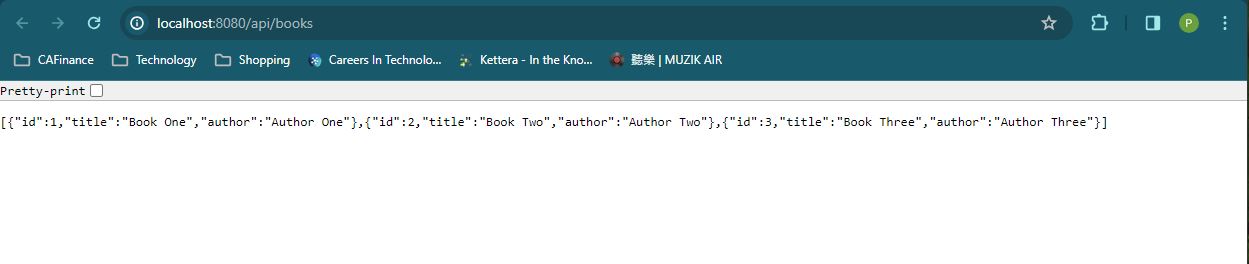 localhost:8080/api/books
P
CAFinance Technology Shopping Careers In Technolo... Kettera - In the Kno... 聽樂 | MUZIK AIR
Pretty-print
[{"id":1,"title":"Book One","author":"Author One"},{"id":2,"title":"Book Two","author":"Author Two"},{"id":3,"title":"Book Three","author":"Author Three"}]